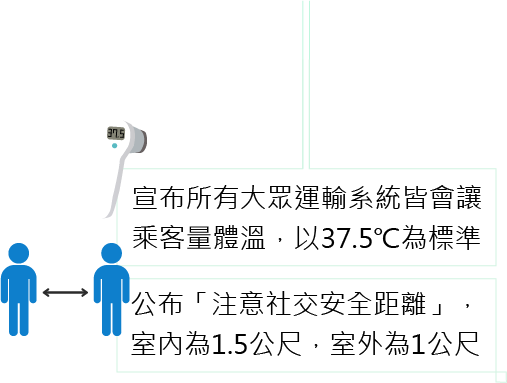 37.5
宣布所有大眾運輸系統皆會讓
乘客量體溫，以37.5℃為標準
公布「注意社交安全距離」，
室內為1.5公尺，室外為1公尺